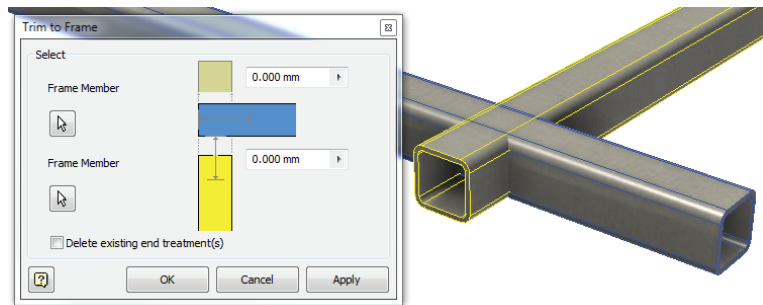 Trim to Frame
Select
Frame Member
0.000 mm
Frame Member
0.000 mm
Delete existing end treatment(s)
?
OK
Cancel
Apply